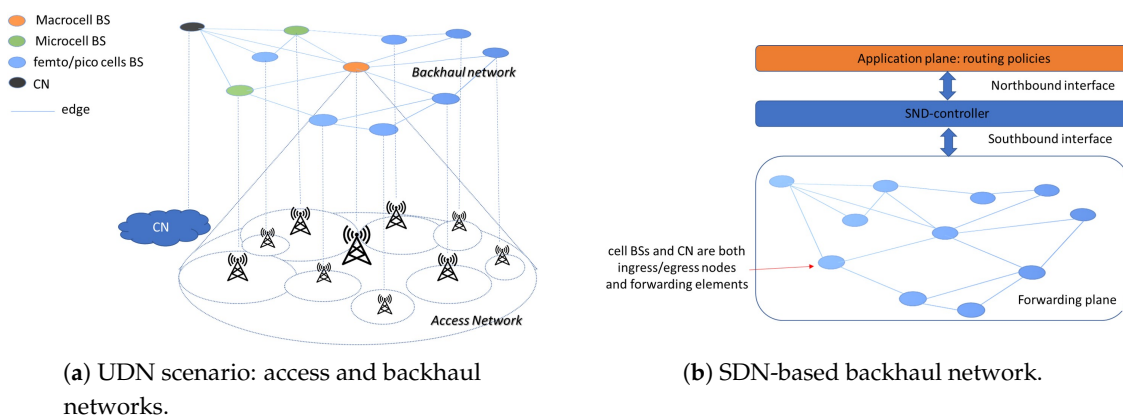 Macrocell BS
Microcell BS
femto/pico cells BS
CN
edge
Backhaul network
CN
Access Network
(a) UDN scenario: access and backhaul
networks.
Application plane: routing policies
Northbound interface
SND-controller
Southbound interface
cell BSs and CN are both
ingress/egress nodes
and forwarding elements
Forwarding plane
(b) SDN-based backhaul network.